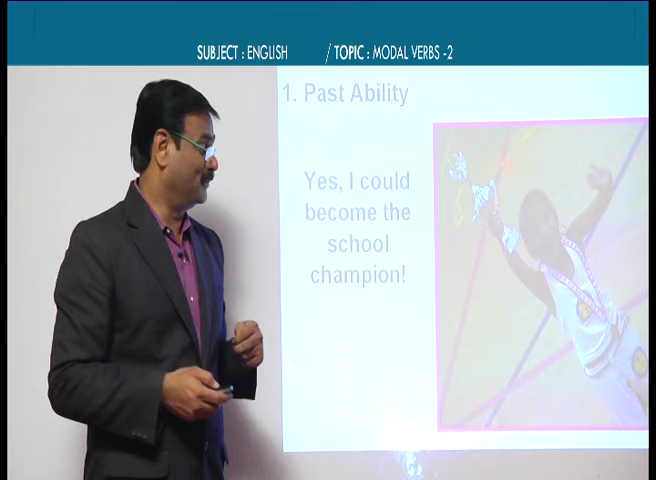 SUBJECT : ENGLISH / TOPIC : MODAL VERBS -2
1. Past Ability
Yes, I could
become the
school
champion!